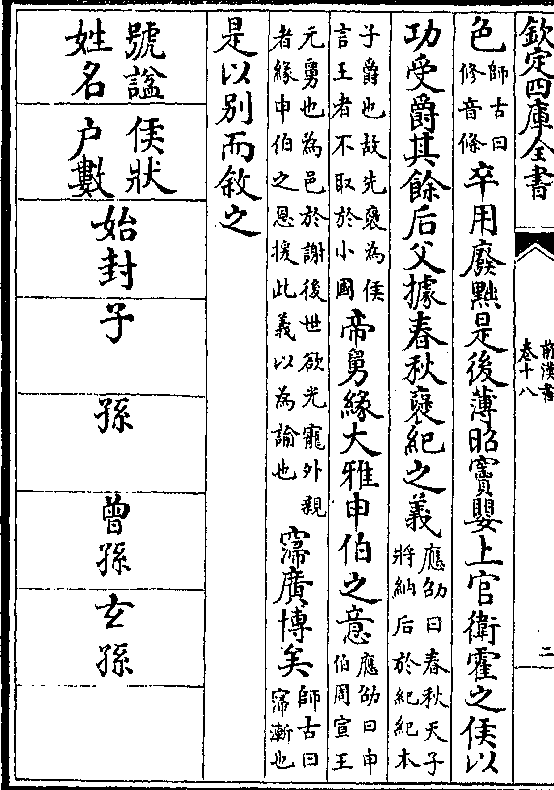 欽定四庫全書
前漢書
卷十八
二
色師古曰脩音條卒用廢黜是後薄昭竇嬰上官衛霍之侯以
功受爵其餘后父據春秋褒紀之義應劭曰春秋天子將納后於紀紀本
子爵也故先褒為侯言王者不取於小國帝舅緣大雅申伯之意應劭曰申伯周宣王
元舅也為邑於謝後世欲光寵外親者緣申伯之恩援此義以為諭也寖廣博矣師古曰寖漸也
是以別而敘之
號諡姓名
侯狀戶數
始封
子
孫
曾孫
玄孫